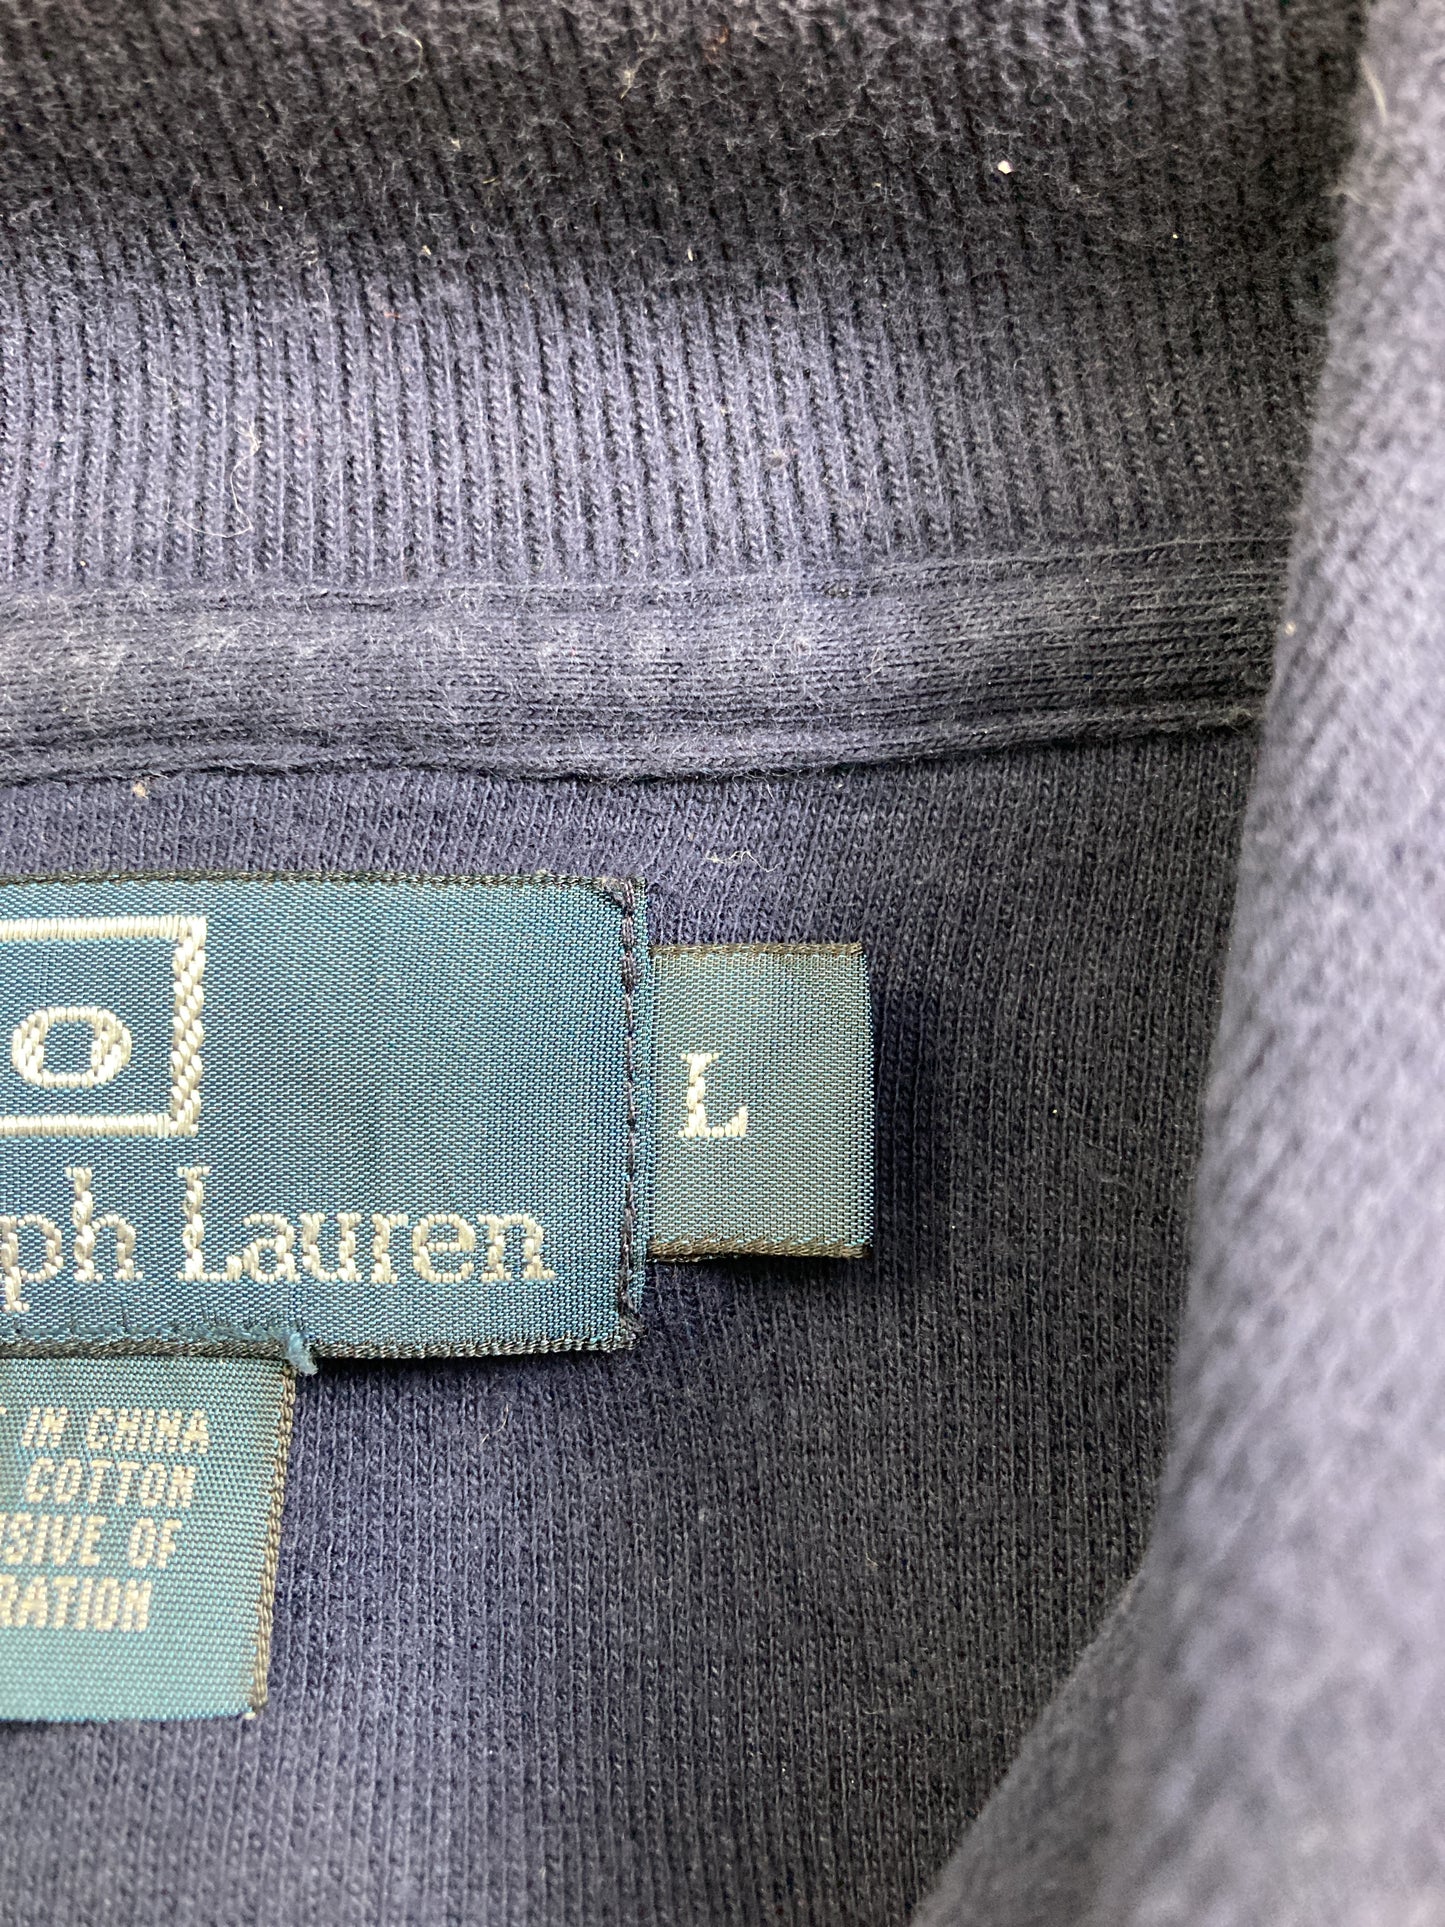 O
ph Lauren
L
IN CHINA
COTTON
SIVE OF
RATION